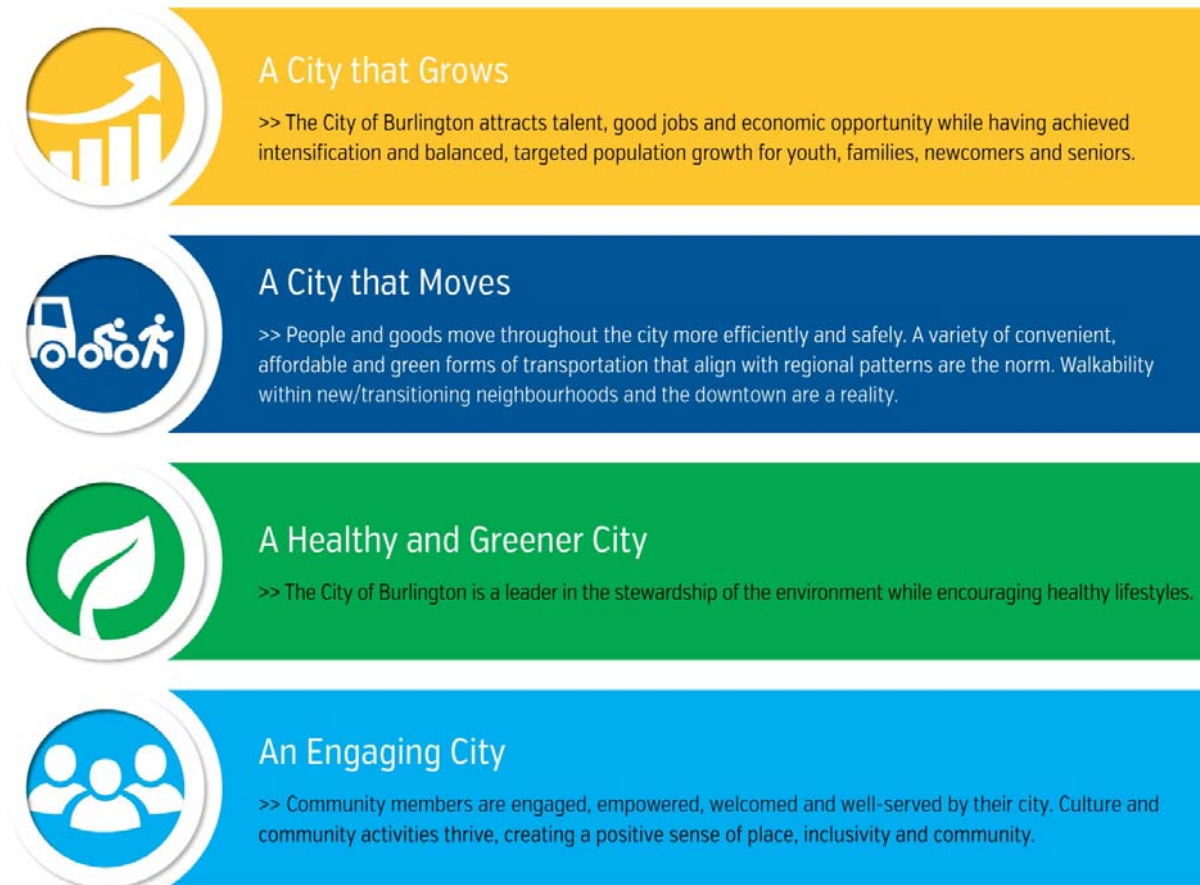 A City that Grows
>> The City of Burlington attracts talent, good jobs and economic opportunity while having achieved
intensification and balanced, targeted population growth for youth, families, newcomers and seniors.
A City that Moves
>> People and goods move throughout the city more efficiently and safely. A variety of convenient,
affordable and green forms of transportation that align with regional patterns are the norm. Walkability
within new/transitioning neighbourhoods and the downtown are a reality.
A Healthy and Greener City
>> The City of Burlington is a leader in the stewardship of the environment while encouraging healthy lifestyles.
An Engaging City
>> Community members are engaged, empowered, welcomed and well-served by their city. Culture and
community activities thrive, creating a positive sense of place, inclusivity and community.